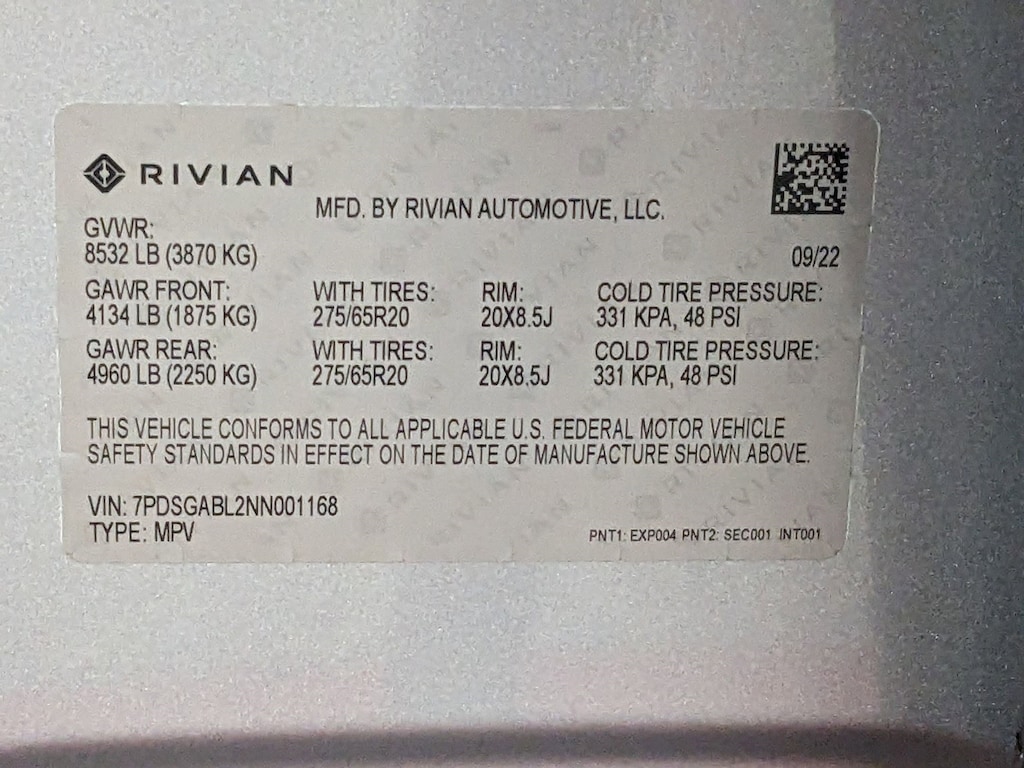 RIVIAN
MFD. BY RIVIAN AUTOMOTIVE, LLC.
GVWR:
8532 LB (3870 KG)
09/22
GAWR FRONT: WITH TIRES: RIM: COLD TIRE PRESSURE:
4134 LB (1875 KG) 275/65R20 20X8.5J 331 KPA, 48 PSI
GAWR REAR: WITH TIRES: RIM: COLD TIRE PRESSURE:
4960 LB (2250 KG) 275/65R20 20X8.5J 331 KPA, 48 PSI
THIS VEHICLE CONFORMS TO ALL APPLICABLE U.S. FEDERAL MOTOR VEHICLE
SAFETY STANDARDS IN EFFECT ON THE DATE OF MANUFACTURE SHOWN ABOVE.
VIN: 7PDSGABL2NN001168
TYPE: MPV
PNT1: EXP004 PNT2: SEC001 INT001